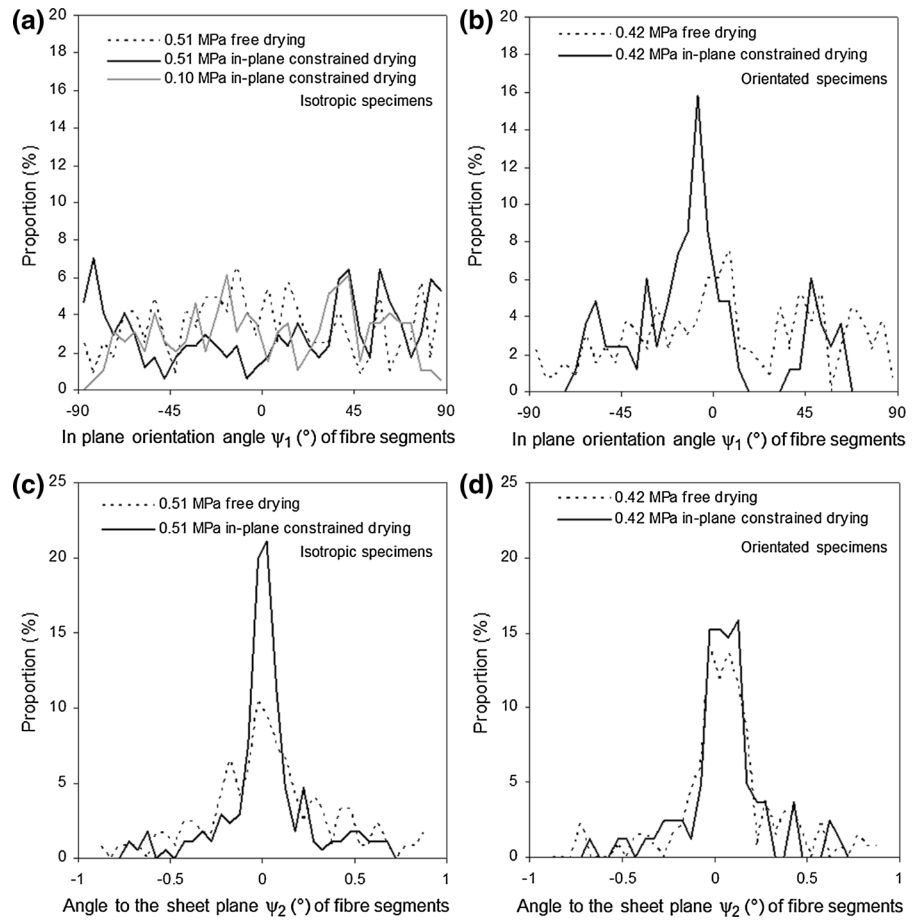 (a)
20
18
16
14
12
10
8
6
4
2
0
Proportion (%)
0.51 MPa free drying
0.51 MPa in-plane constrained drying
0.10 MPa in-plane constrained drying
Isotropic specimens
-90 -45 0 45 90
In plane orientation angle ψ1 (°) of fibre segments
(b)
20
18
16
14
12
10
8
6
4
2
0
Proportion (%)
0.42 MPa free drying
0.42 MPa in-plane constrained drying
Orientated specimens
-90 -45 0 45 90
In plane orientation angle ψ1 (°) of fibre segments
(c)
25
20
15
10
5
0
Proportion (%)
0.51 MPa free drying
0.51 MPa in-plane constrained drying
Isotropic specimens
-1 -0.5 0 0.5 1
Angle to the sheet plane ψ2 (°) of fibre segments
(d)
25
20
15
10
5
0
Proportion (%)
0.42 MPa free drying
0.42 MPa in-plane constrained drying
Orientated specimens
-1 -0.5 0 0.5 1
Angle to the sheet plane ψ2 (°) of fibre segments